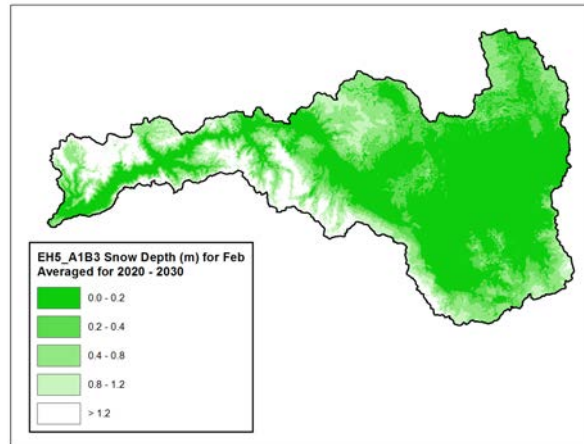 EH5_A1B3 Snow Depth (m) for Feb
Averaged for 2020 - 2030
0.0 - 0.2
0.2 - 0.4
0.4 - 0.8
0.8 - 1.2
> 1.2